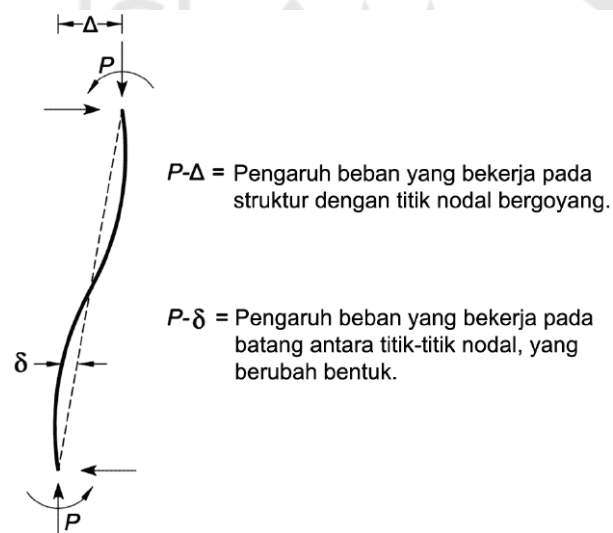 Δ
P
P-Δ = Pengaruh beban yang bekerja pada
struktur dengan titik nodal bergoyang.
P-δ = Pengaruh beban yang bekerja pada
batang antara titik-titik nodal, yang
berubah bentuk.
δ
P